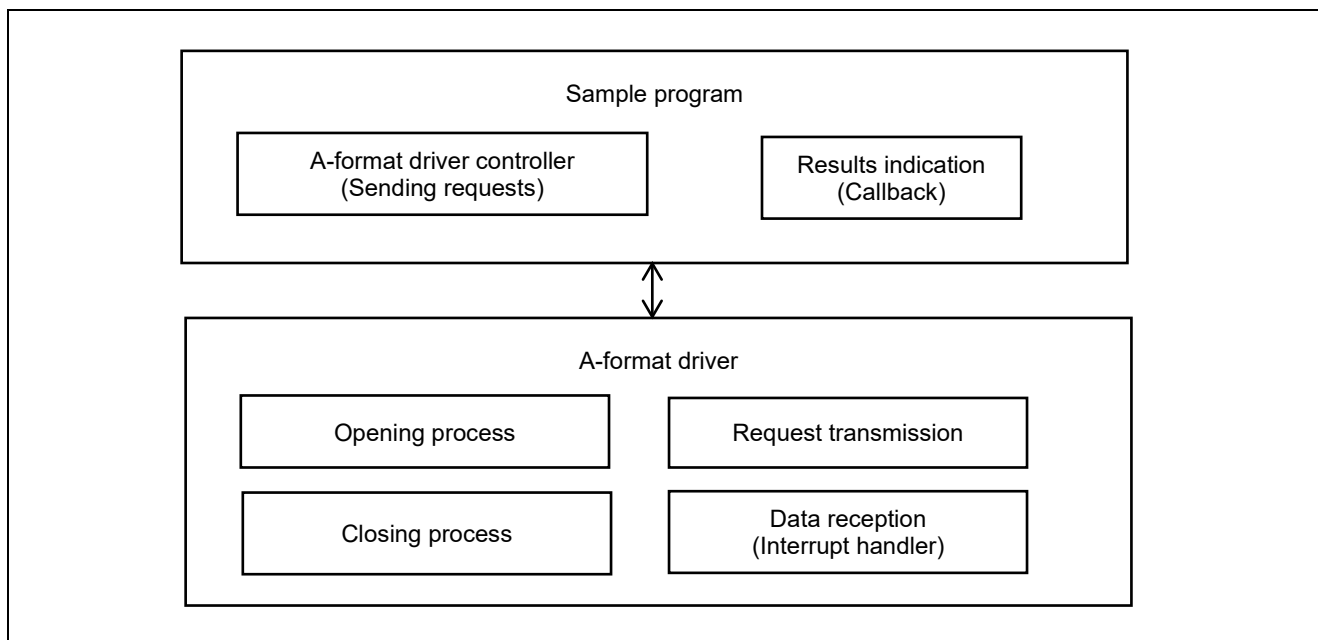 Sample program
A-format driver controller
(Sending requests)
Results indication
(Callback)
A-format driver
Opening process
Request transmission
Closing process
Data reception
(Interrupt handler)